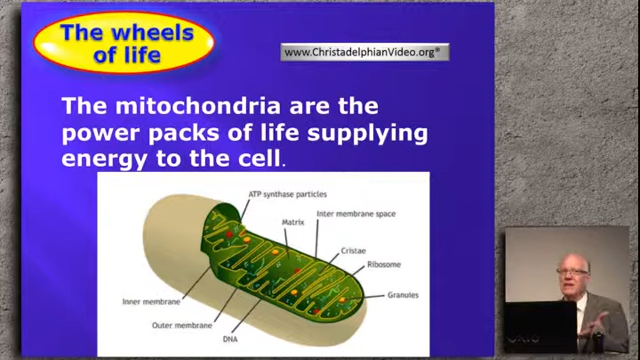 The wheels
of life
www.ChristadelphianVideo.org®
The mitochondria are the
power packs of life supplying
energy to the cell.
ATP synthase particles
Inter membrane space
Matrix
Cristae
Ribosome
Granules
Inner membrane
Outer membrane
DNA